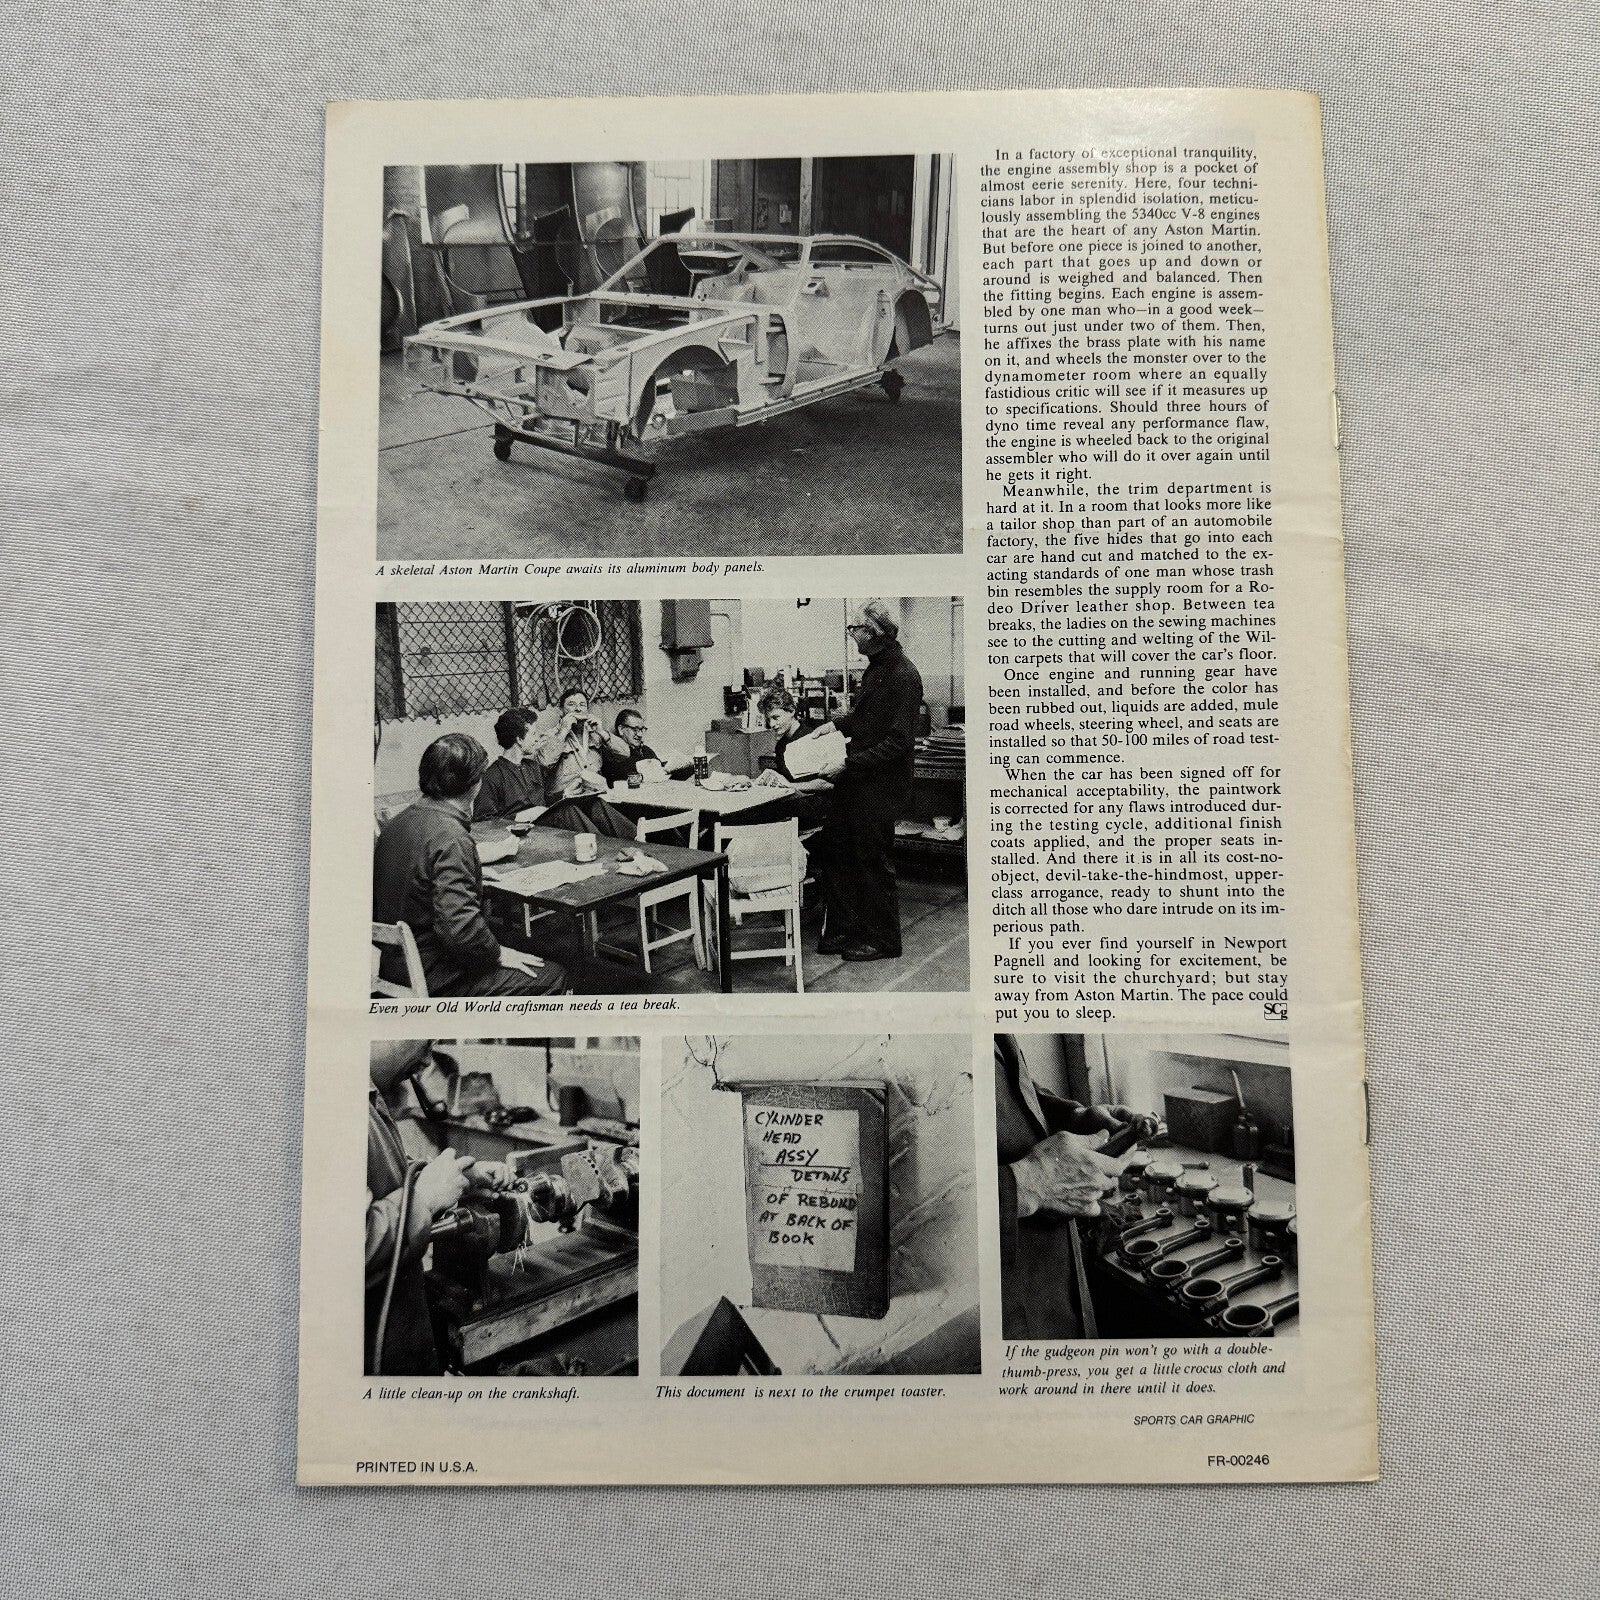 In a factory of exceptional tranquility,
the engine assembly shop is a pocket of
almost eerie serenity. Here, four techni-
cians labor in splendid isolation, meticu-
lously assembling the 5340cc V-8 engines
that are the heart of any Aston Martin.
But before one piece is joined to another,
each part that goes up and down or
around is weighed and balanced. Then
the fitting begins. Each engine is assem-
bled by one man who—in a good week—
turns out just under two of them. Then,
he affixes the brass plate with his name
on it, and wheels the monster over to the
dynamometer room where an equally
fastidious critic will see if it measures up
to specifications. Should three hours of
dyno time reveal any performance flaw,
the engine is wheeled back to the original
assembler who will do it over again until
he gets it right.
Meanwhile, the trim department is
hard at it. In a room that looks more like
a tailor shop than part of an automobile
factory, the five hides that go into each
car are hand cut and matched to the ex-
acting standards of one man whose trash
bin resembles the supply room for a Ro-
deo Driver leather shop. Between tea
breaks, the ladies on the sewing machines
see to the cutting and welting of the Wil-
ton carpets that will cover the car's floor.
Once engine and running gear have
been installed, and before the color has
been rubbed out, liquids are added, mule
road wheels, steering wheel, and seats are
installed so that 50-100 miles of road test-
ing can commence.
When the car has been signed off for
mechanical acceptability, the paintwork
is corrected for any flaws introduced dur-
ing the testing cycle, additional finish
coats applied, and the proper seats in-
stalled. And there it is in all its cost-no-
object, devil-take-the-hindmost, upper-
class arrogance, ready to shunt into the
ditch all those who dare intrude on its im-
perious path.
If you ever find yourself in Newport
Pagnell and looking for excitement, be
sure to visit the churchyard; but stay
away from Aston Martin. The pace could
put you to sleep.
SCg
A skeletal Aston Martin Coupe awaits its aluminum body panels.
Even your Old World craftsman needs a tea break.
CYLINDER
HEAD
ASSY
DETAILS
OF REBUILD
AT BACK OF
BOOK
A little clean-up on the crankshaft.
This document is next to the crumpet toaster.
If the gudgeon pin won't go with a double-
thumb-press, you get a little crocus cloth and
work around in there until it does.
SPORTS CAR GRAPHIC
PRINTED IN U.S.A.
FR-00246